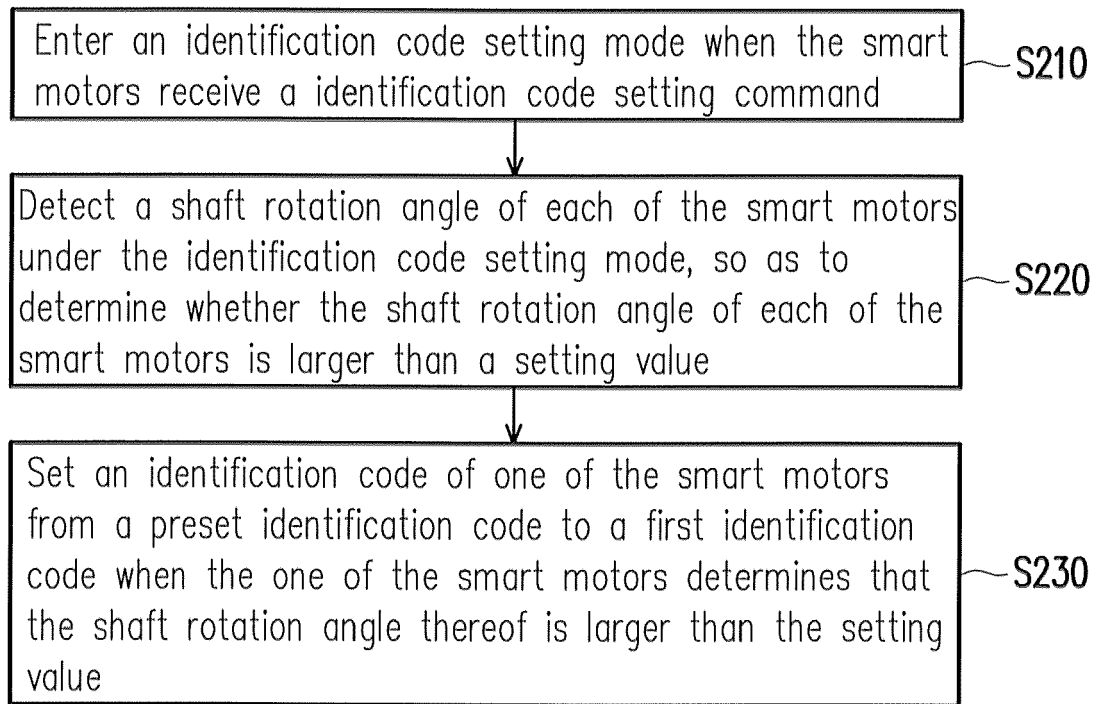 Enter an identification code setting mode when the smart
motors receive a identification code setting command
S210
Detect a shaft rotation angle of each of the smart motors
under the identification code setting mode, so as to
determine whether the shaft rotation angle of each of the
smart motors is larger than a setting value
S220
Set an identification code of one of the smart motors
from a preset identification code to a first identification
code when the one of the smart motors determines that
the shaft rotation angle thereof is larger than the setting
value
S230